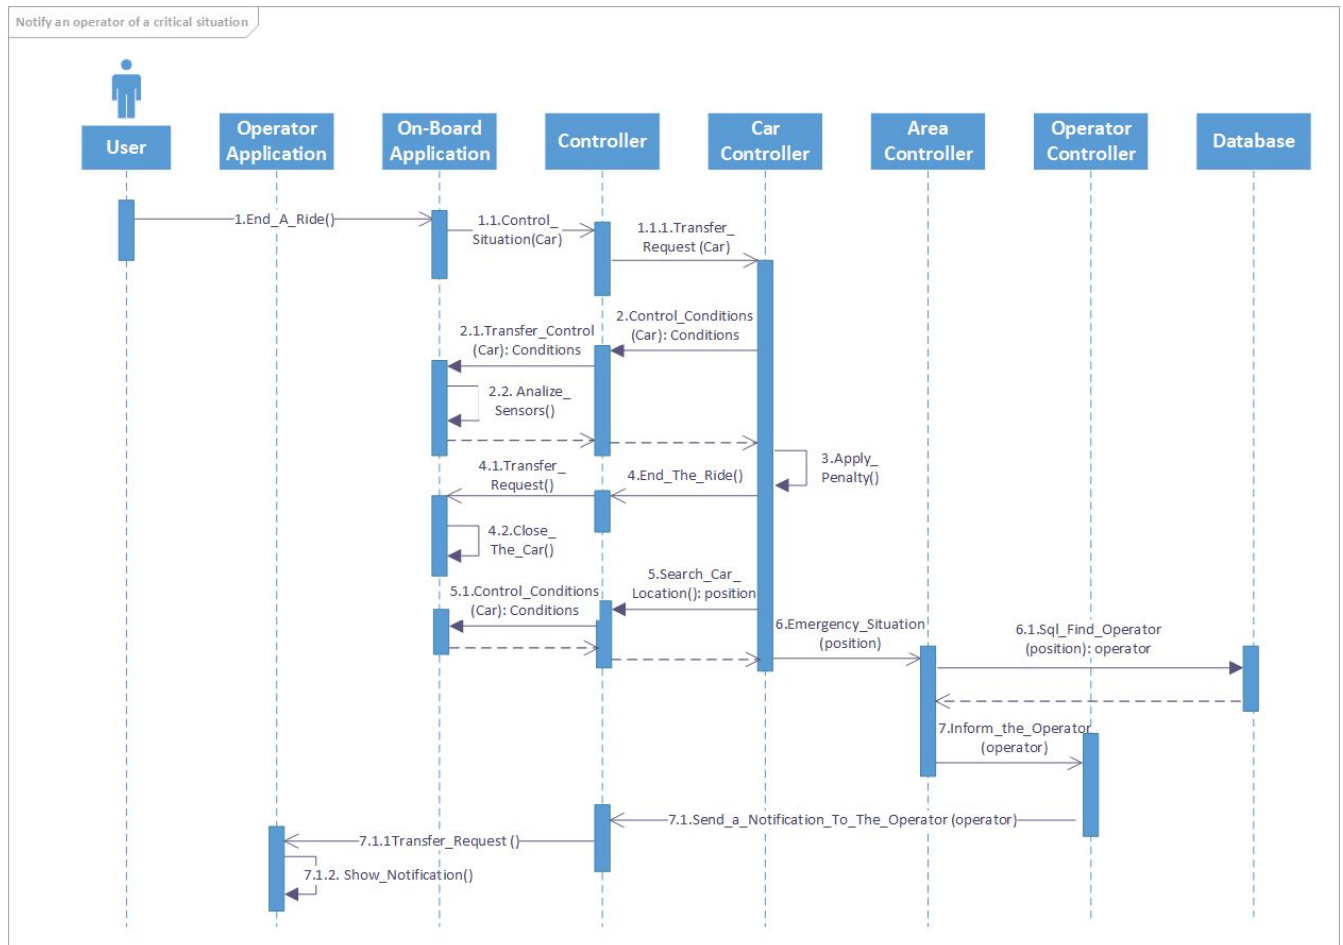 Notify an operator of a critical situation
User
Operator
Application
On-Board
Application
Controller
Car
Controller
Area
Controller
Operator
Controller
Database
1.End_A_Ride()
1.1.Control_
Situation(Car)
1.1.1.Transfer_
Request (Car)
2.Control_Conditions
(Car): Conditions
2.1.Transfer_Control
(Car): Conditions
2.2. Analize_
Sensors()
3.Apply_
Penalty()
4.End_The_Ride()
4.1.Transfer_
Request()
4.2.Close_
The_Car()
5.Search_Car_
Location(): position
5.1.Control_Conditions
(Car): Conditions
6.Emergency_Situation
(position)
6.1.Sql_Find_Operator
(position): operator
7.Inform_the_Operator
(operator)
7.1.Send_a_Notification_To_The_Operator (operator)
7.1.1Transfer_Request ()
7.1.2. Show_Notification()